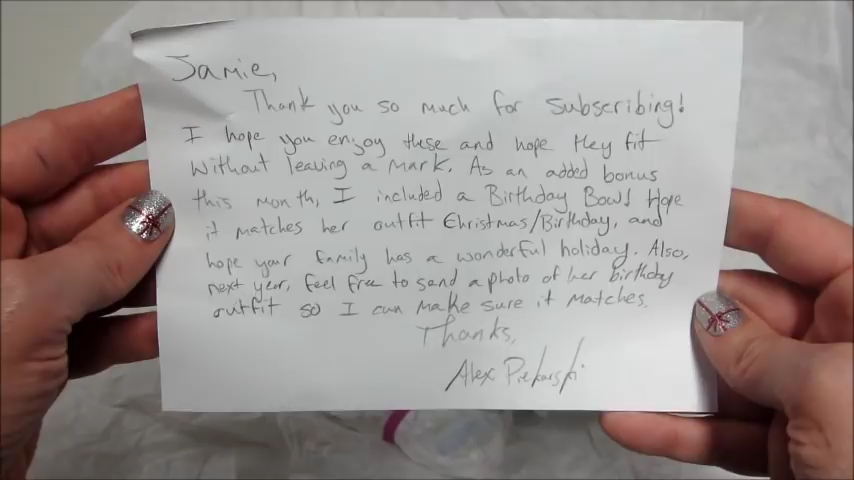 Jamie,
Thank you so much for subscribing!
I hope you enjoy these and hope they fit
without leaving a mark. As an added bonus
this month, I included a Birthday Bow! Hope
it matches her outfit Christmas/Birthday, and
hope your family has a wonderful holiday. Also,
next year, feel free to send a photo of her birthday
outfit so I can make sure it matches.
Thanks,
Alex Piekarski